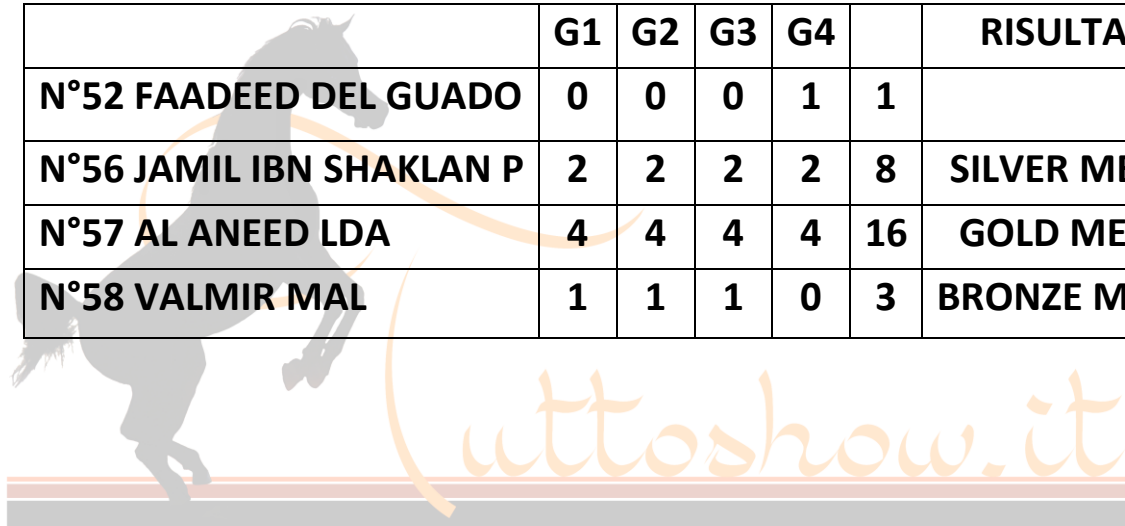 G1 G2 G3 G4 RISULTA
N°52 FAADEED DEL GUADO 0 0 0 1 1
N°56 JAMIL IBN SHAKLAN P 2 2 2 2 8 SILVER ME
N°57 AL ANEED LDA 4 4 4 4 16 GOLD ME
N°58 VALMIR MAL 1 1 1 0 3 BRONZE M
Tuttoshow.it